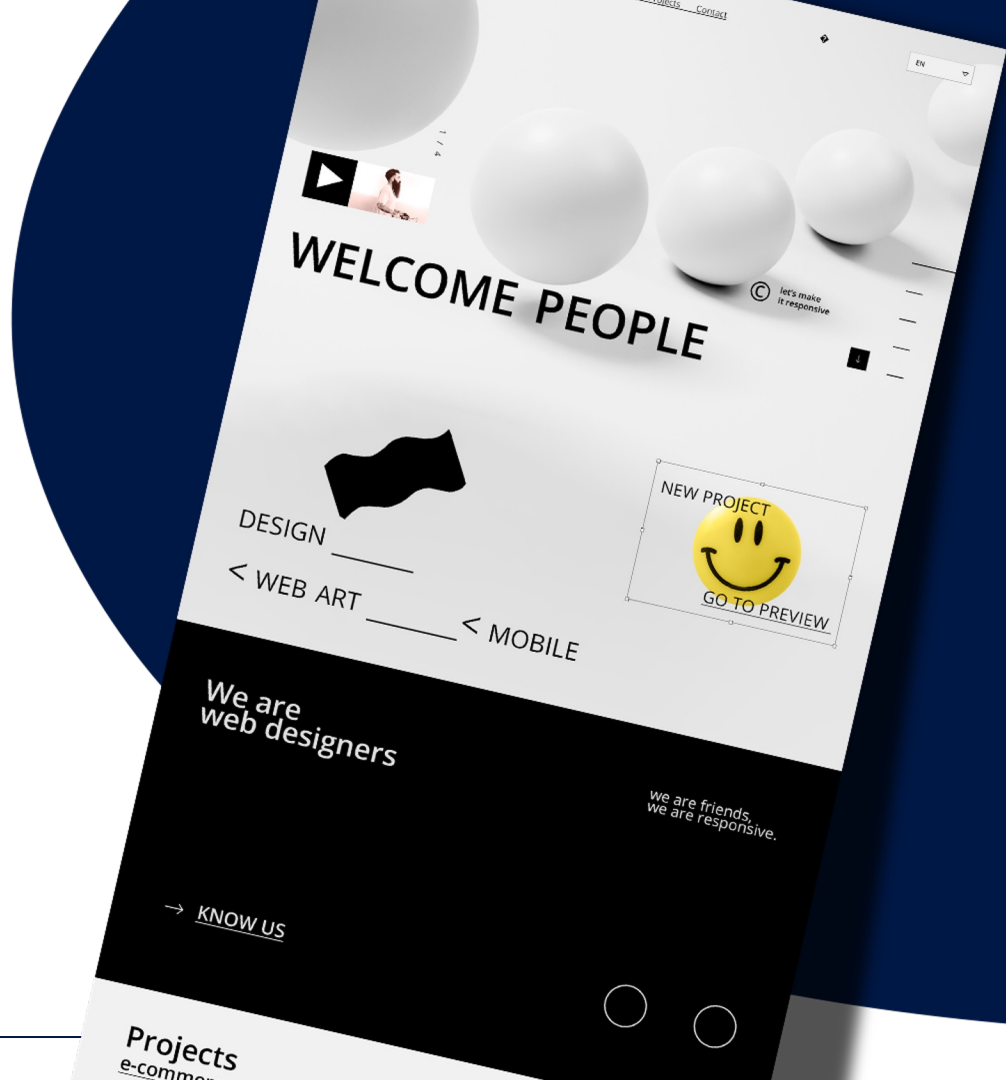 Contact
EN
1 / 4
WELCOME PEOPLE
© let's make
it responsive
NEW PROJECT
GO TO PREVIEW
DESIGN
< WEB ART
< MOBILE
We are
web designers
we are friends,
we are responsive.
→ KNOW US
Projects